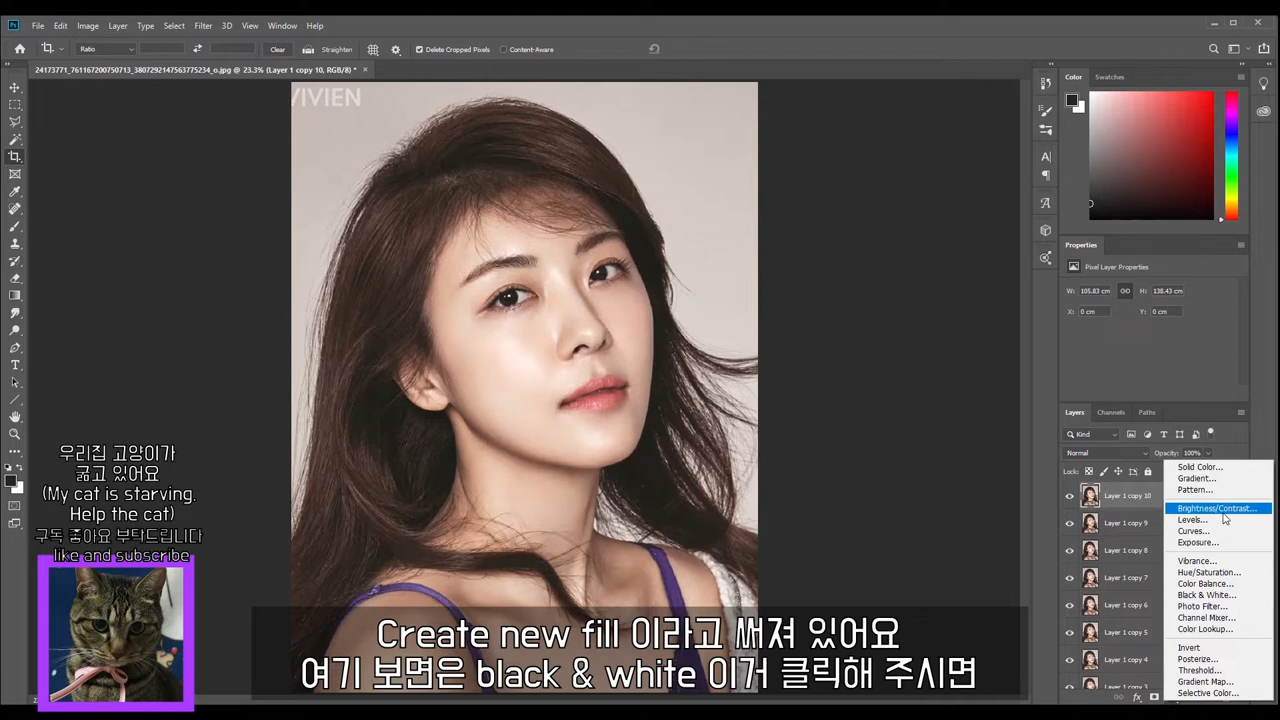 File Edit Image Layer Type Select Filter 3D View Window Help
Ratio Clear Straighten Delete Cropped Pixels Content-Aware
24173771_761167200750713_3807292147563775234_o.jpg @ 23.3% (Layer 1 copy 10, RGB/8) *
VIVIEN
Color Swatches
Properties
Pixel Layer Properties
W: 105.83 cm H: 138.43 cm
X: 0 cm Y: 0 cm
Layers Channels Paths
Kind
Normal Opacity: 100%
Lock:
Layer 1 copy 10
Layer 1 copy 9
Layer 1 copy 8
Layer 1 copy 7
Layer 1 copy 6
Layer 1 copy 5
Layer 1 copy 4
Layer 1 copy 3
Solid Color...
Gradient...
Pattern...
Brightness/Contrast...
Levels...
Curves...
Exposure...
Vibrance...
Hue/Saturation...
Color Balance...
Black & White...
Photo Filter...
Channel Mixer...
Color Lookup...
Invert
Posterize...
Threshold...
Gradient Map...
Selective Color...
우리집 고양이가
굶고 있어요
(My cat is starving.
Help the cat)
구독 좋아요 부탁드립니다
like and subscribe
Create new fill 이라고 써져 있어요
여기 보면은 black & white 이거 클릭해 주시면